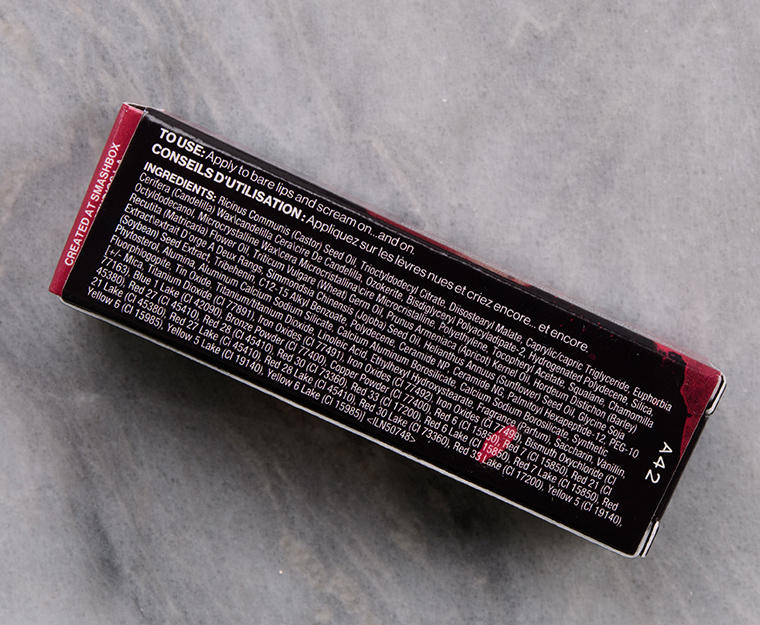 TO USE: Apply to bare lips and scream on...and on.
CONSEILS D'UTILISATION : Appliquez sur les lèvres nues et criez encore... et encore.
INGREDIENTS: Ricinus Communis (Castor) Seed Oil, Trioctyldodecyl Citrate, Diisostearyl Malate, Caprylic/capric Triglyceride, Euphorbia
Cerifera (Candelilla) Wax\candelilla Cera\cire De Candelilla, Ozokerite, Bisdiglyceryl Polyacyladipate-2, Hydrogenated Polydecene, Silica
Octyldodecanol, Microcrystalline Wax\cera Microcristallina\cire Microcristalline, Polyethylene, Tocopheryl Acetate, Squalane, Chamomilla
Recutita (Matricaria) Flower Oil, Triticum Vulgare (Wheat) Germ Oil, Prunus Armeniaca (Apricot) Kernel Oil, Hordeum Distichon (Barley)
Extract\extrait D'orge À Deux Rangs, Simmondsia Chinensis (Jojoba) Seed Oil, Helianthus Annuus (Sunflower) Seed Oil, Glycine Soja
(Soybean) Seed Extract, Tribehenin, C12-15 Alkyl Benzoate, Polydecene, Ceramide NP, Ceramide Palmitoyl Hexapeptide-12, PEG-10
Phytosterol, Alumina, Aluminum Calcium Sodium Silicate, Calcium Aluminum Borosilicate, Calcium Sodium Borosilicate, Synthetic
Fluorphlogopite, Tin Oxide, Titanium\titanium Dioxide, Linoleic Acid, Ethylhexyl Hydroxystearate, Fragrance (Parfum), Saccharin, Vanillin,
[+/- Mica, Titanium Dioxide (CI 77891), Iron Oxides (CI 77491), Iron Oxides (CI 77492), Iron Oxides (CI 77499), Bismuth Oxychloride (CI
77163), Blue 1 Lake (CI 42090), Bronze Powder (CI 77400), Copper Powder (CI 77400), Red 6 (CI 15850), Red 7 (CI 15850), Red 21 (CI
45380), Red 27 (CI 45410), Red 28 (CI 45410), Red 30 (CI 73360), Red 33 (CI 17200), Red 6 Lake (CI 15850), Red 7 Lake (CI 15850), Red
21 Lake (CI 45380), Red 27 Lake (CI 45410), Red 28 Lake (CI 45410), Red 30 Lake (CI 73360), Red 33 Lake (CI 17200), Yellow 5 (CI 19140),
Yellow 6 (CI 15985), Yellow 5 Lake (CI 19140), Yellow 6 Lake (CI 15985)] <ILN50746>
A42
CREATED AT SMASHBOX